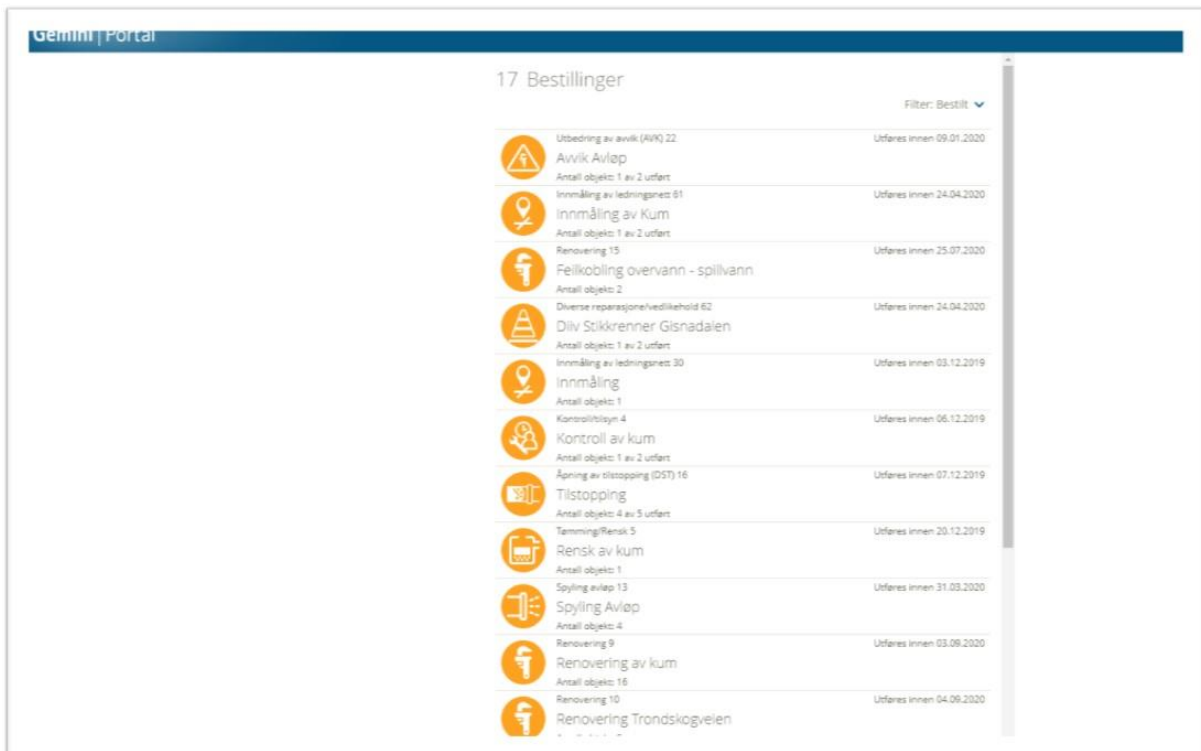 Gemini | Portal
17 Bestillinger
Filter: Bestilt
Utbedring av avvik (AVK) 22
Utføres innen 09.01.2020
Avvik Avløp
Antall objekt: 1 av 2 utført
Innmåling av ledningsnett 61
Utføres innen 24.04.2020
Innmåling av Kum
Antall objekt: 1 av 2 utført
Renovering 15
Utføres innen 25.07.2020
Feilkobling overvann - spillvann
Antall objekt: 2
Diverse reparasjone/vedlikehold 62
Utføres innen 24.04.2020
Diiv Stikkrenner Gisnadalen
Antall objekt: 1 av 2 utført
Innmåling av ledningsnett 30
Utføres innen 03.12.2019
Innmåling
Antall objekt: 1
Kontroll/tilsyn 4
Utføres innen 06.12.2019
Kontroll av kum
Antall objekt: 1 av 2 utført
Åpning av tilstopping (DST) 16
Utføres innen 07.12.2019
Tilstopping
Antall objekt: 4 av 5 utført
Tømming/Rensk 5
Utføres innen 20.12.2019
Rensk av kum
Antall objekt: 1
Spyling avløp 13
Utføres innen 31.03.2020
Spyling Avløp
Antall objekt: 4
Renovering 9
Utføres innen 03.09.2020
Renovering av kum
Antall objekt: 16
Renovering 10
Utføres innen 04.09.2020
Renovering Trondskogveien